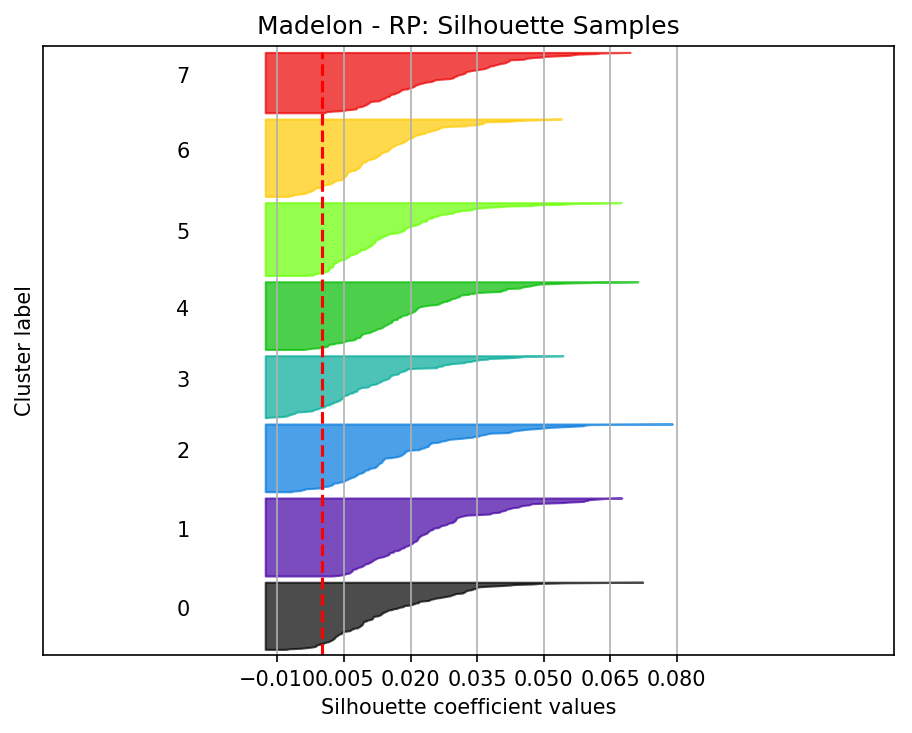 Madelon - RP: Silhouette Samples
7
6
5
4
3
2
1
0
Cluster label
−0.010 0.005 0.020 0.035 0.050 0.065 0.080
Silhouette coefficient values